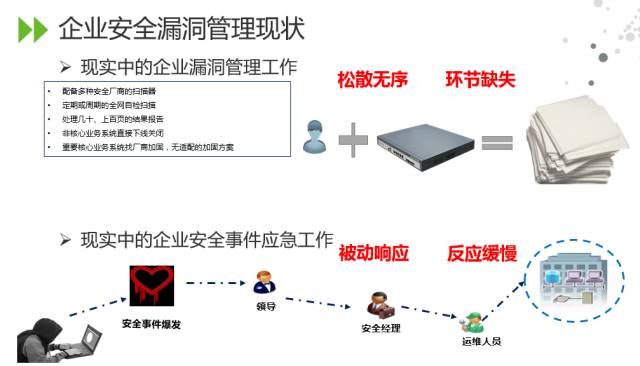 企业安全漏洞管理现状
现实中的企业漏洞管理工作
松散无序 环节缺失
配备多种安全厂商的扫描器
定期或周期的全网自检扫描
处理几十、上百页的结果报告
非核心业务系统直接下线关闭
重要核心业务系统找厂商加固，无适配的加固方案
现实中的企业安全事件应急工作
被动响应 反应缓慢
安全事件爆发
领导
安全经理
运维人员